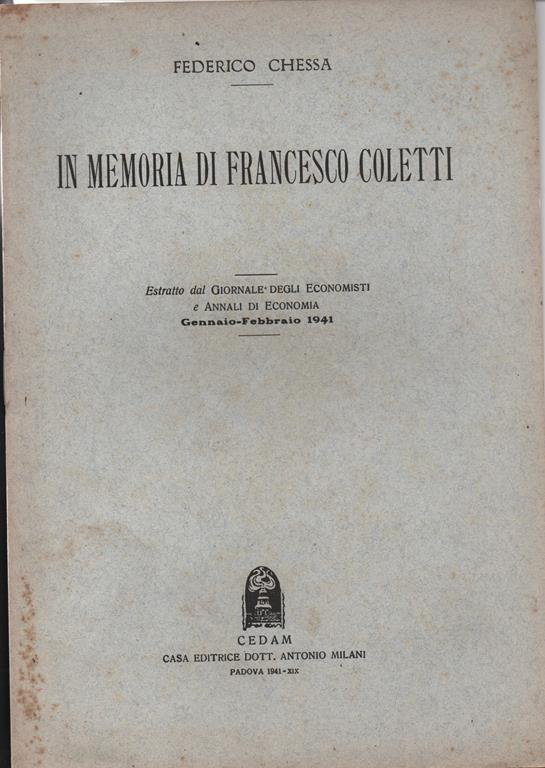 FEDERICO CHESSA
IN MEMORIA DI FRANCESCO COLETTI
Estratto dal GIORNALE DEGLI ECONOMISTI
e ANNALI DI ECONOMIA
Gennaio-Febbraio 1941
CEDAM
CASA EDITRICE DOTT. ANTONIO MILANI
PADOVA 1941-XIX